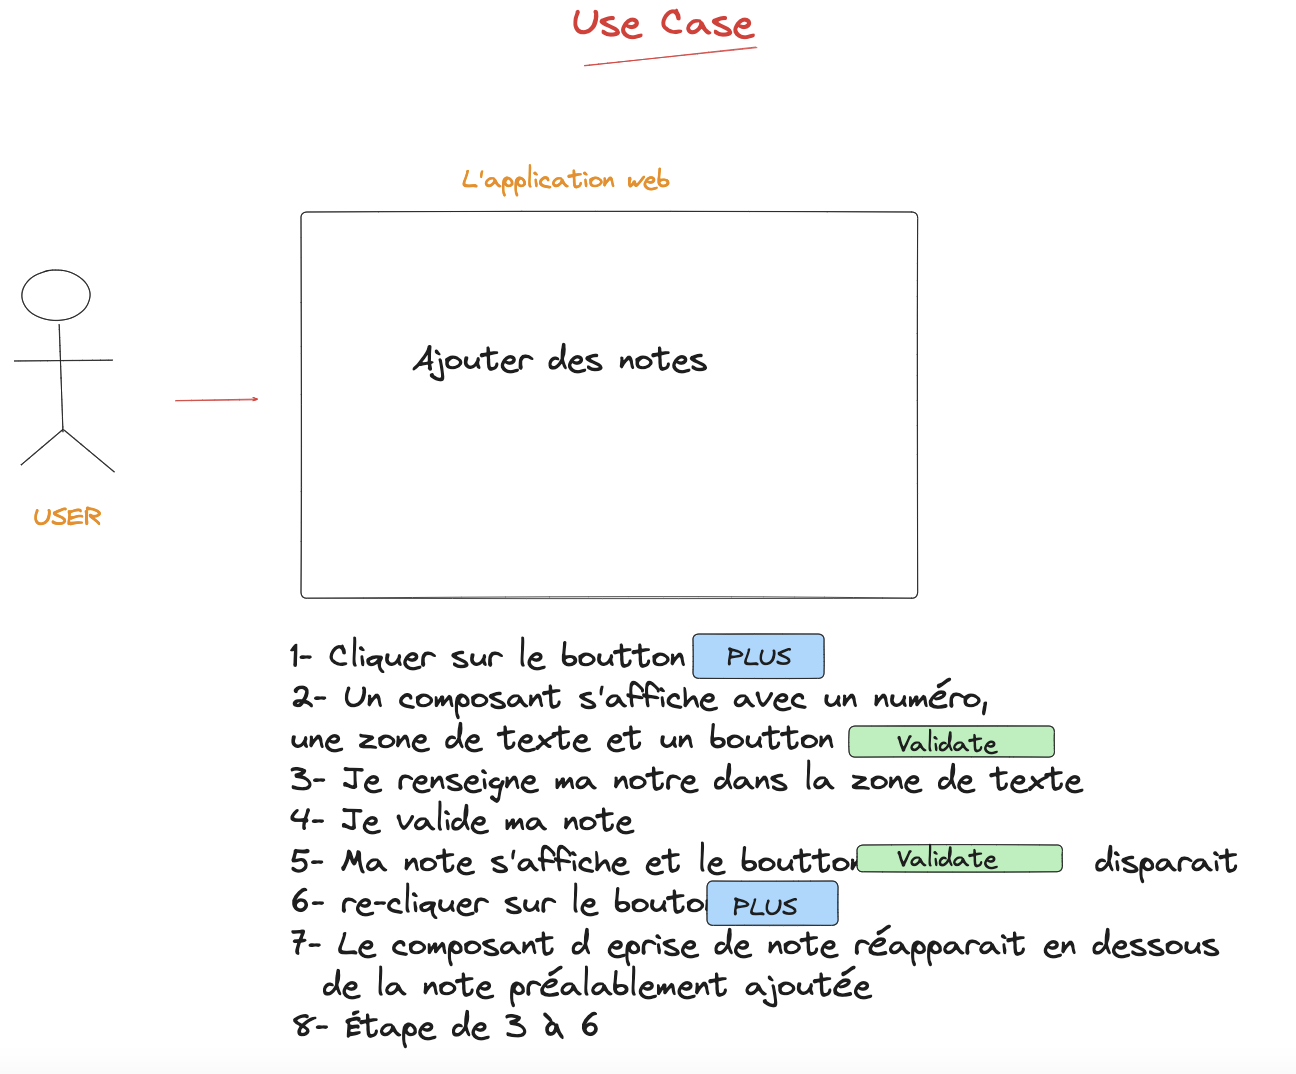 Use Case
L'application web
Ajouter des notes
USER
1- Cliquer sur le boutton PLUS
2- Un composant s'affiche avec un numéro,
une zone de texte et un boutton Validate
3- Je renseigne ma notre dans la zone de texte
4- Je valide ma note
5- Ma note s'affiche et le boutton Validate disparait
6- re-cliquer sur le bouton PLUS
7- Le composant d eprise de note réapparait en dessous
de la note préalablement ajoutée
8- Étape de 3 à 6